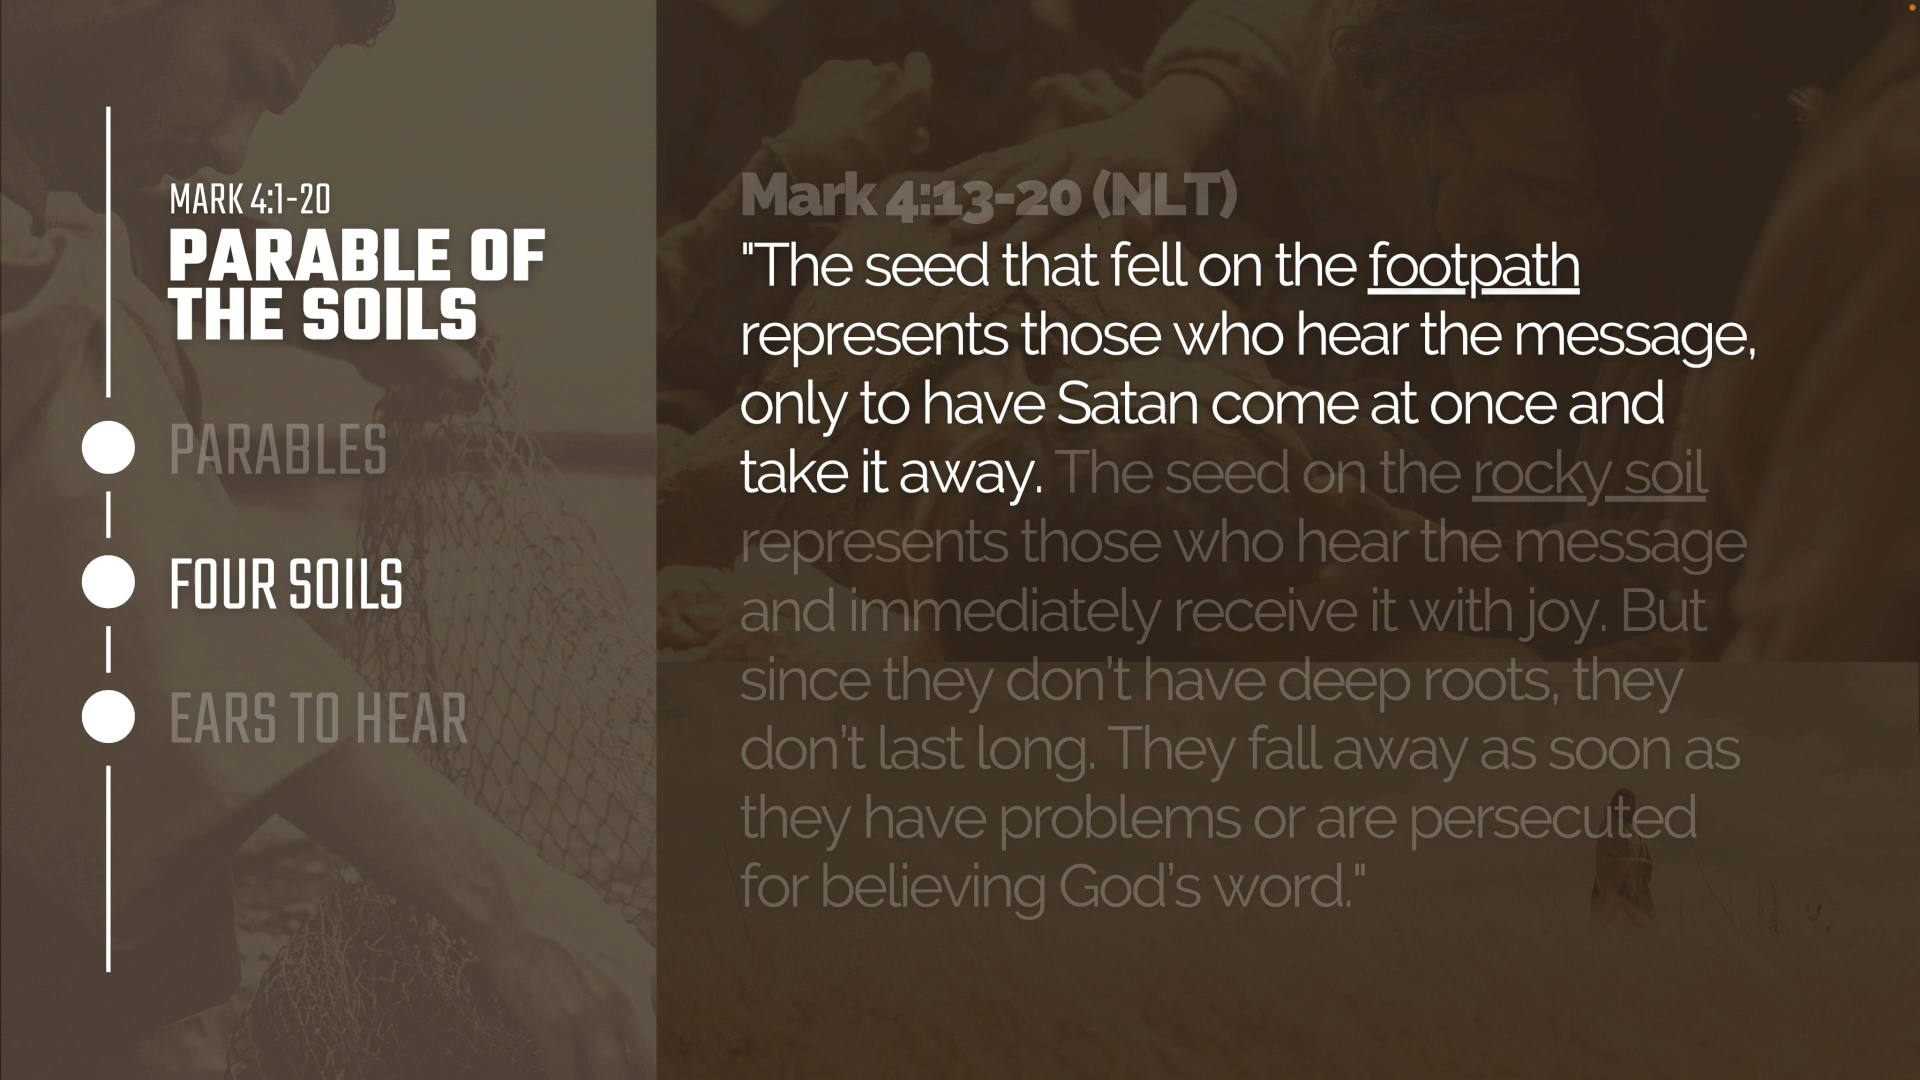 MARK 4:1-20
PARABLE OF
THE SOILS
PARABLES
FOUR SOILS
EARS TO HEAR
Mark 4:13-20 (NLT)
"The seed that fell on the footpath
represents those who hear the message,
only to have Satan come at once and
take it away. The seed on the rocky soil
represents those who hear the message
and immediately receive it with joy. But
since they don’t have deep roots, they
don’t last long. They fall away as soon as
they have problems or are persecuted
for believing God’s word."